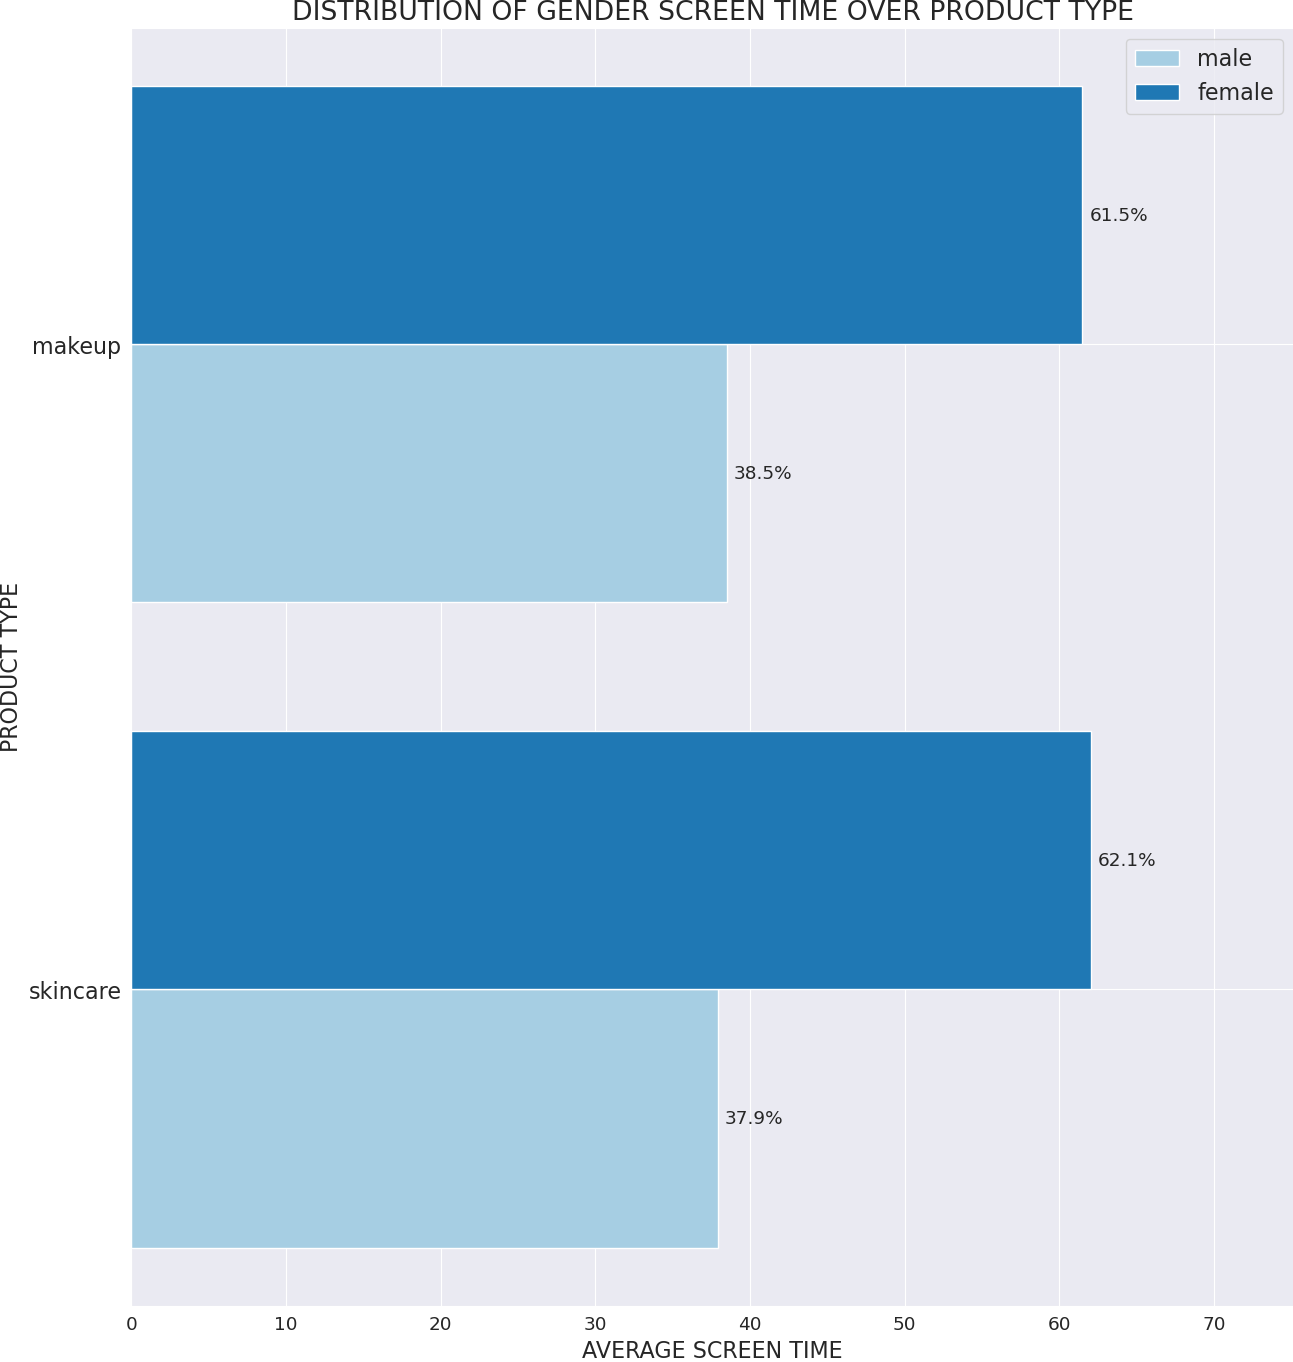 DISTRIBUTION OF GENDER SCREEN TIME OVER PRODUCT TYPE
male
female
61.5%
makeup
38.5%
PRODUCT TYPE
62.1%
skincare
37.9%
0 10 20 30 40 50 60 70
AVERAGE SCREEN TIME